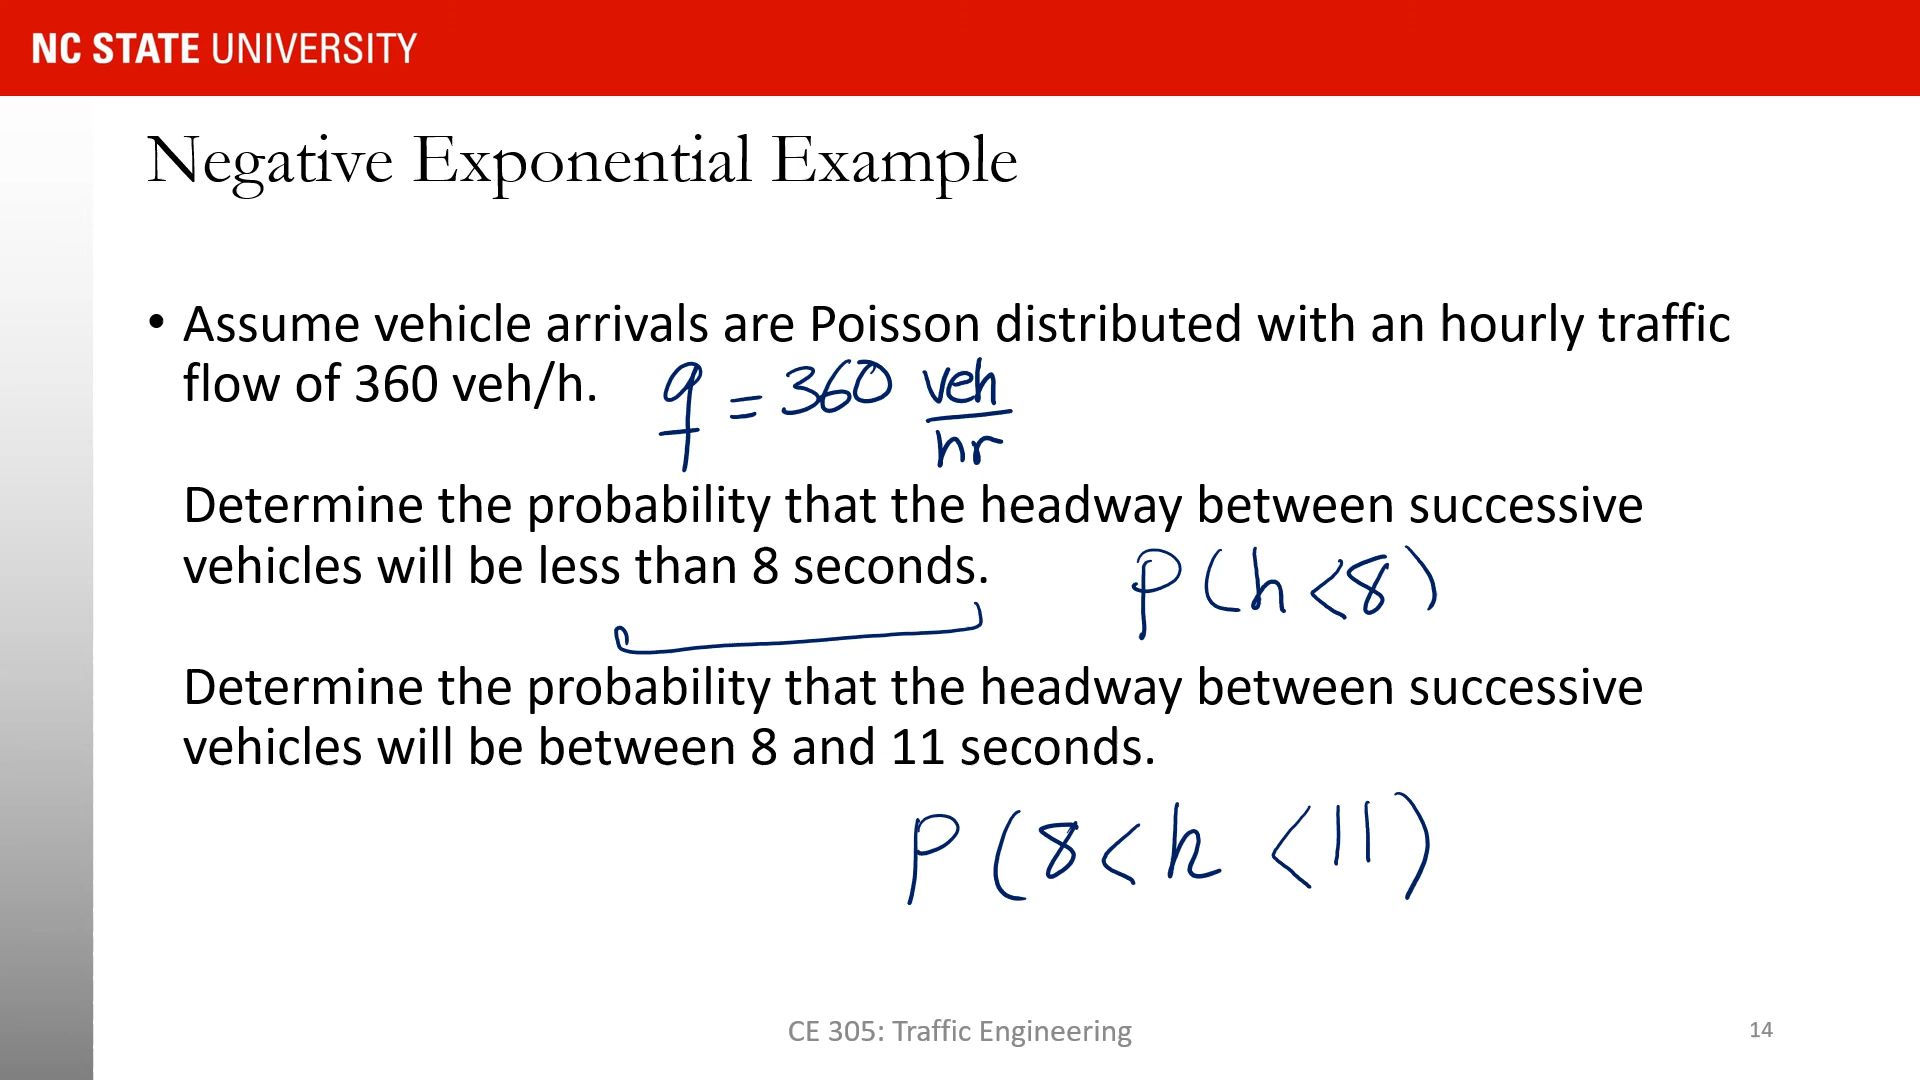 NC STATE UNIVERSITY
Negative Exponential Example
• Assume vehicle arrivals are Poisson distributed with an hourly traffic
flow of 360 veh/h.
q = 360 veh/hr
Determine the probability that the headway between successive
vehicles will be less than 8 seconds.
P(h<8)
Determine the probability that the headway between successive
vehicles will be between 8 and 11 seconds.
P(8<h<11)
CE 305: Traffic Engineering
14